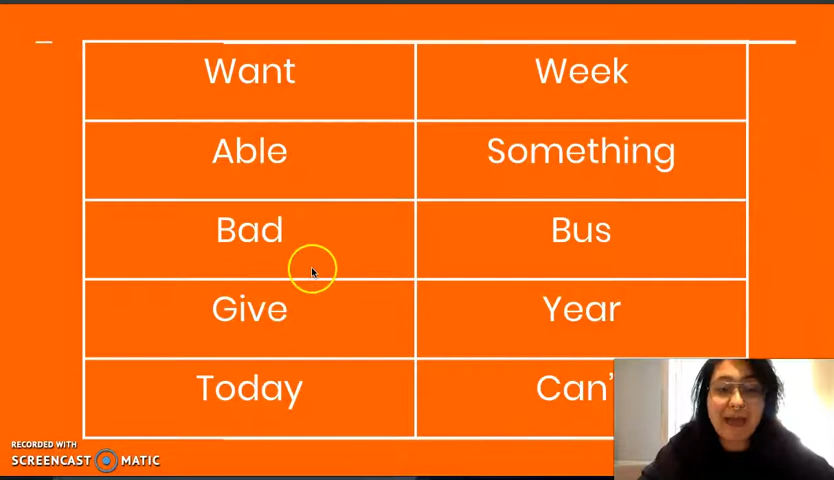 Want Week
Able Something
Bad Bus
Give Year
Today Can'
RECORDED WITH
SCREENCAST MATIC